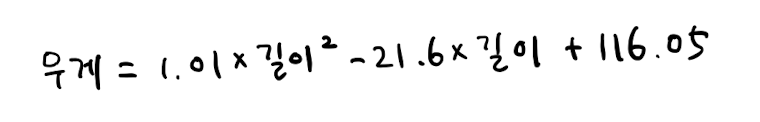 무게 = 1.01 × 길이² - 21.6 × 길이 + 116.05